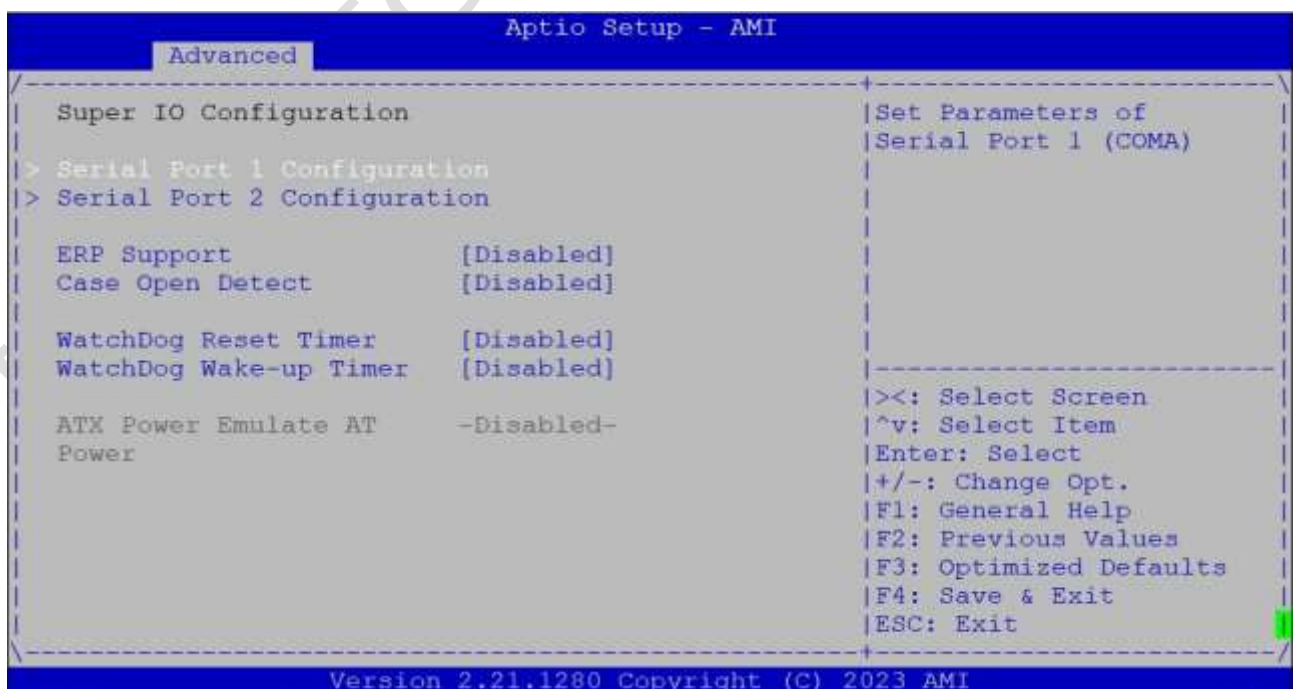 Aptio Setup - AMI
Advanced
Super IO Configuration
> Serial Port 1 Configuration
> Serial Port 2 Configuration
ERP Support [Disabled]
Case Open Detect [Disabled]
WatchDog Reset Timer [Disabled]
WatchDog Wake-up Timer [Disabled]
ATX Power Emulate AT -Disabled-
Power
Set Parameters of
Serial Port 1 (COMA)
><: Select Screen
^v: Select Item
Enter: Select
+/-: Change Opt.
F1: General Help
F2: Previous Values
F3: Optimized Defaults
F4: Save & Exit
ESC: Exit
Version 2.21.1280 Copyright (C) 2023 AMI